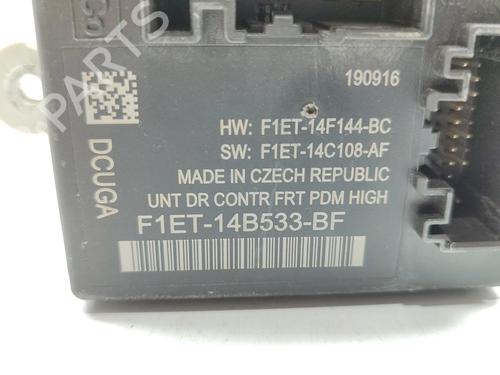 190916
HW: F1ET-14F144-BC
SW: F1ET-14C108-AF
MADE IN CZECH REPUBLIC
UNT DR CONTR FRT PDM HIGH
F1ET-14B533-BF
DCUGA
PARTS